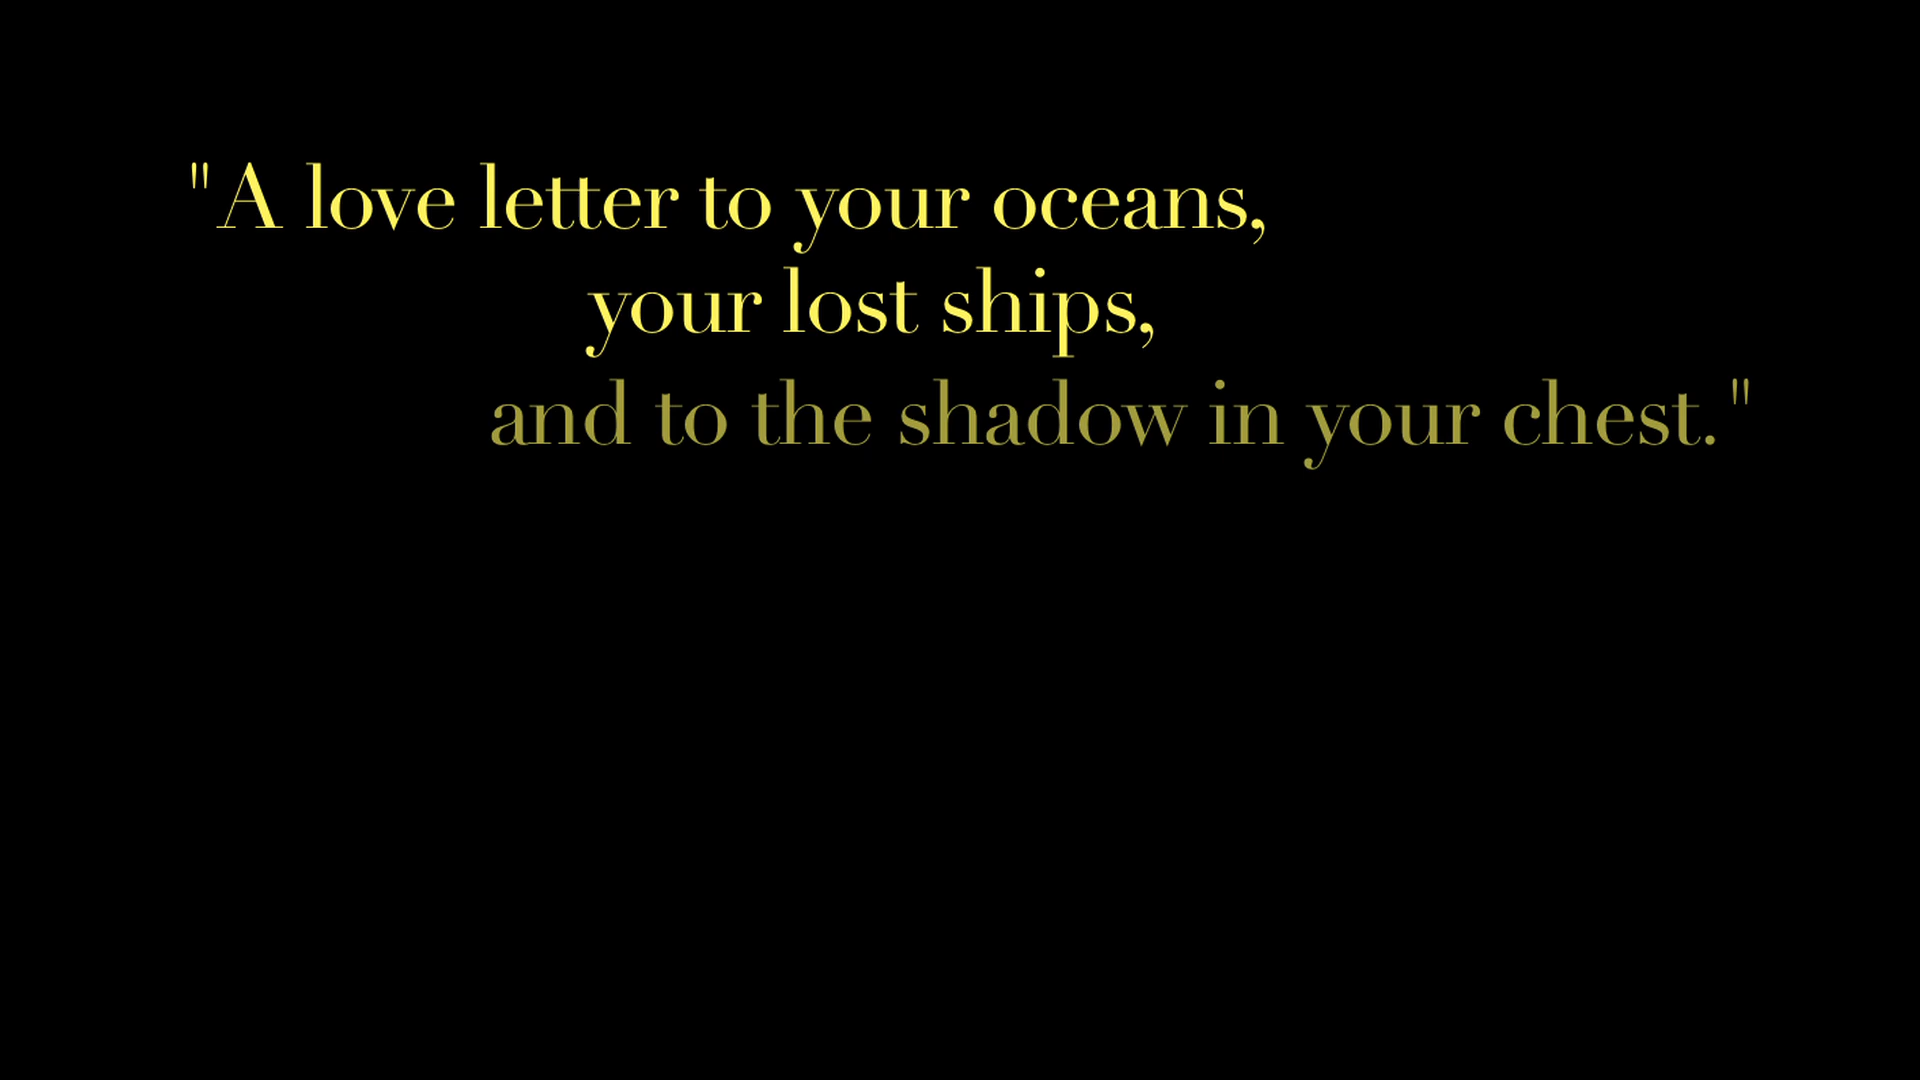 "A love letter to your oceans,
your lost ships,
and to the shadow in your chest."